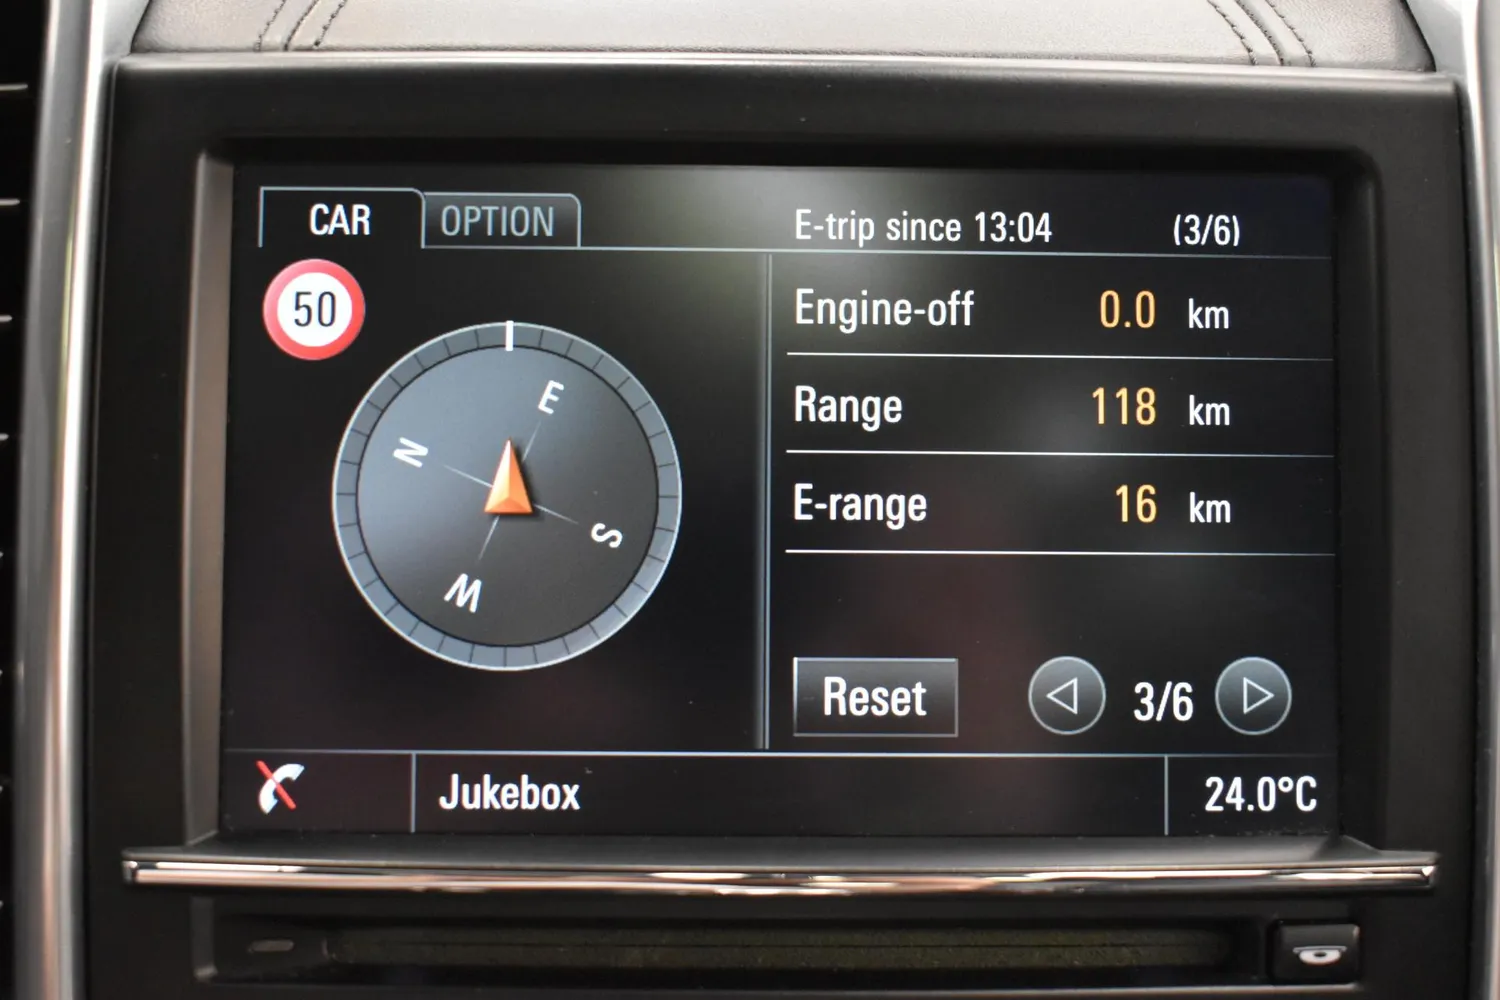 CAR OPTION E-trip since 13:04 (3/6)
50
Engine-off 0.0 km
Range 118 km
E-range 16 km
E
N
S
W
Reset 3/6
Jukebox 24.0°C